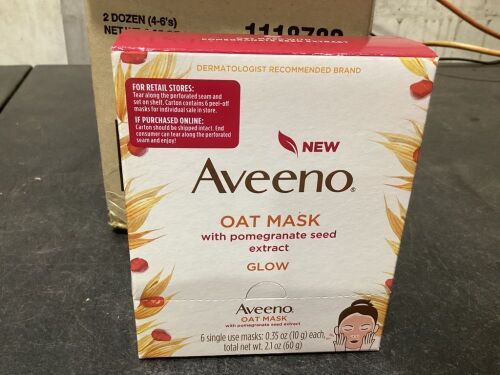 2 DOZEN (4-6's)
DERMATOLOGIST RECOMMENDED BRAND
FOR RETAIL STORES:
Tear along the perforated seam and
set on shelf. Carton contains 6 peel-off
masks for individual sale in store.
IF PURCHASED ONLINE:
Carton should be shipped intact. End
consumer can tear along the perforated
seam and enjoy!
NEW
Aveeno®
OAT MASK
with pomegranate seed
extract
GLOW
Aveeno®
OAT MASK
with pomegranate seed extract
6 single use masks: 0.35 oz (10 g) each,
total net wt. 2.1 oz (60 g)